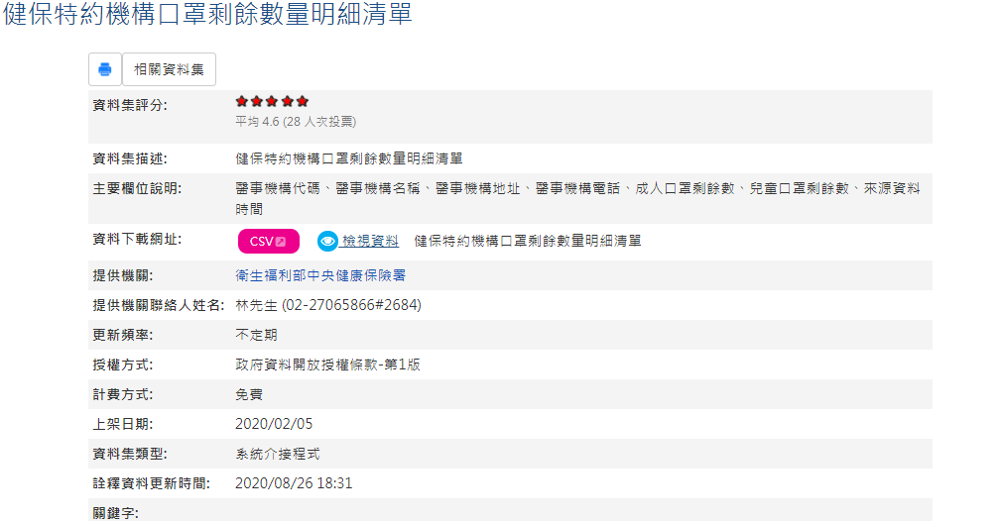 健保特約機構口罩剩餘數量明細清單
相關資料集
資料集評分:
平均 4.6 (28 人次投票)
資料集描述: 健保特約機構口罩剩餘數量明細清單
主要欄位說明: 醫事機構代碼、醫事機構名稱、醫事機構地址、醫事機構電話、成人口罩剩餘數、兒童口罩剩餘數、來源資料
時間
資料下載網址: CSV 檢視資料 健保特約機構口罩剩餘數量明細清單
提供機關: 衛生福利部中央健康保險署
提供機關聯絡人姓名: 林先生 (02-27065866#2684)
更新頻率: 不定期
授權方式: 政府資料開放授權條款-第1版
計費方式: 免費
上架日期: 2020/02/05
資料集類型: 系統介接程式
詮釋資料更新時間: 2020/08/26 18:31
關鍵字: